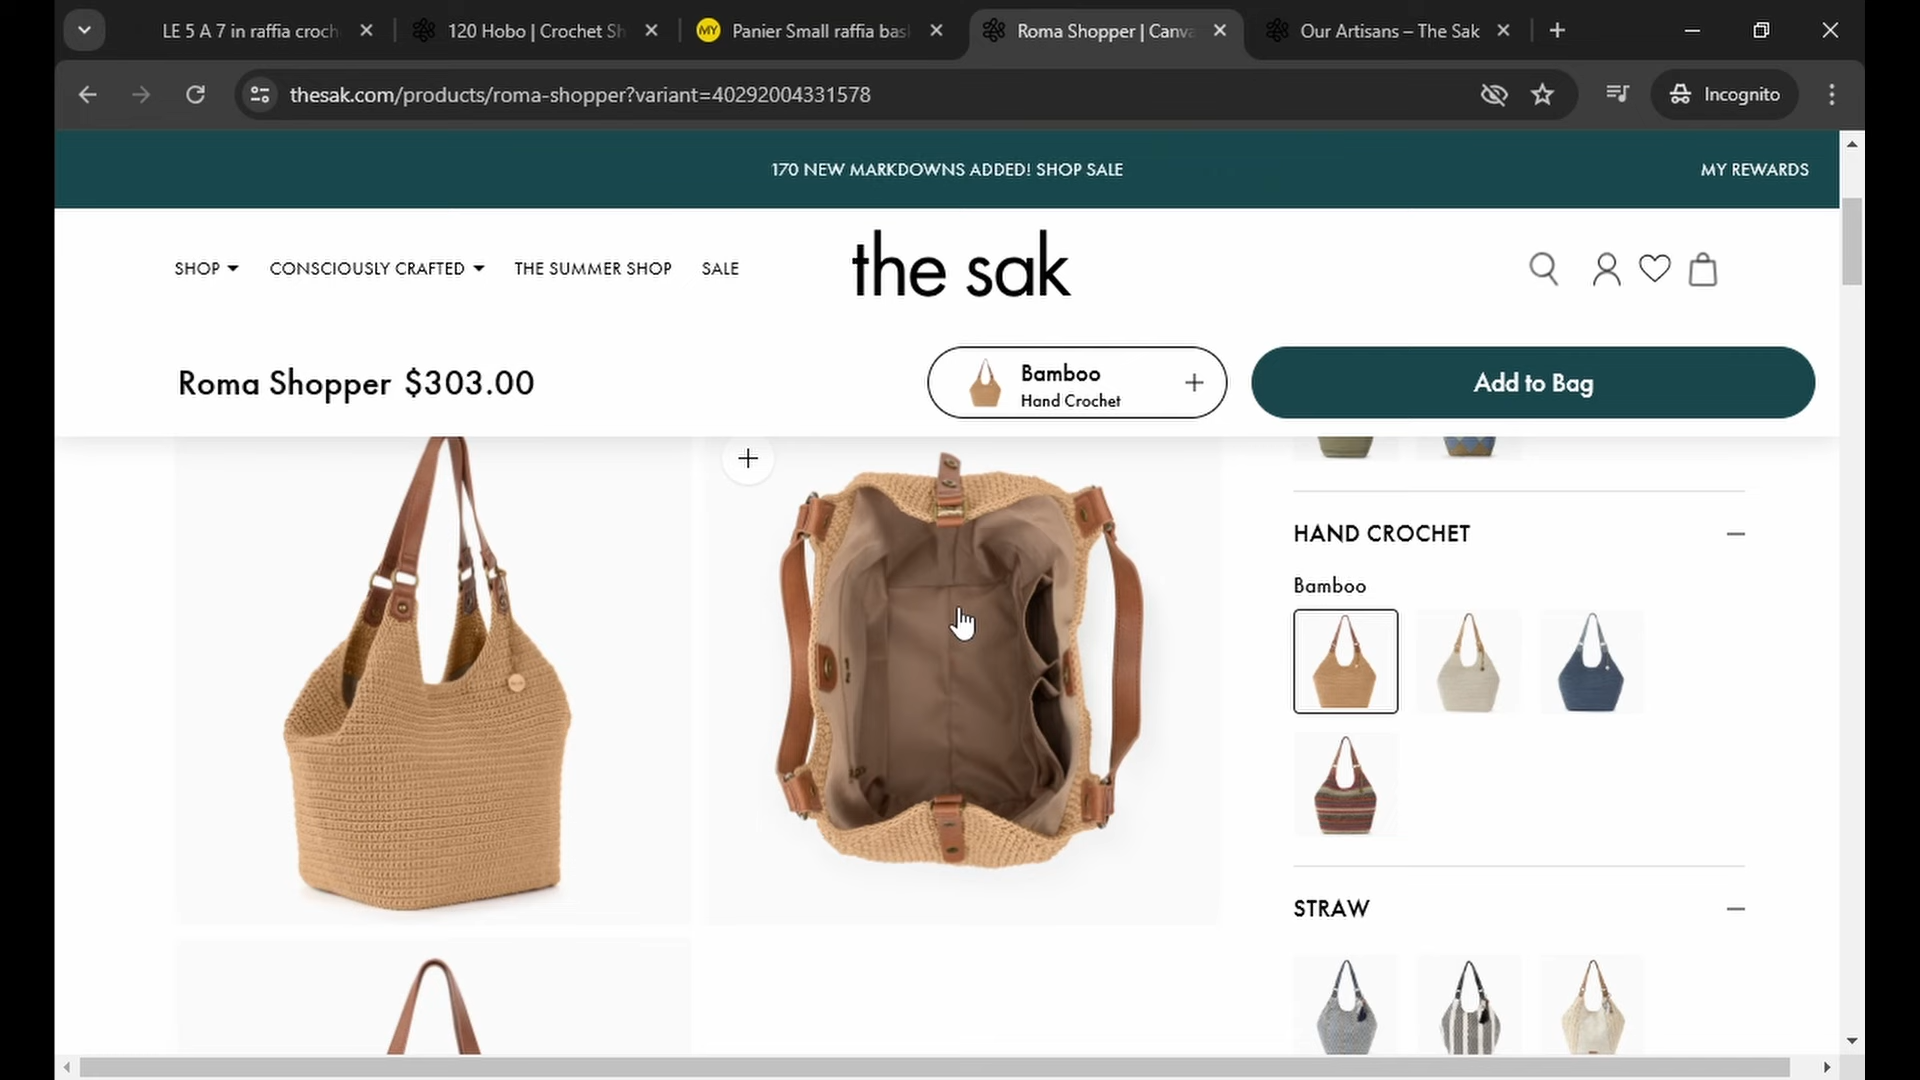 LE 5 A 7 in raffia croch
120 Hobo | Crochet Sh
MY
Panier Small raffia bas
Roma Shopper | Canva
Our Artisans – The Sak
thesak.com/products/roma-shopper?variant=40292004331578
Incognito
170 NEW MARKDOWNS ADDED! SHOP SALE
MY REWARDS
SHOP
CONSCIOUSLY CRAFTED
THE SUMMER SHOP
SALE
the sak
Roma Shopper $303.00
Bamboo
Hand Crochet
Add to Bag
HAND CROCHET
Bamboo
STRAW